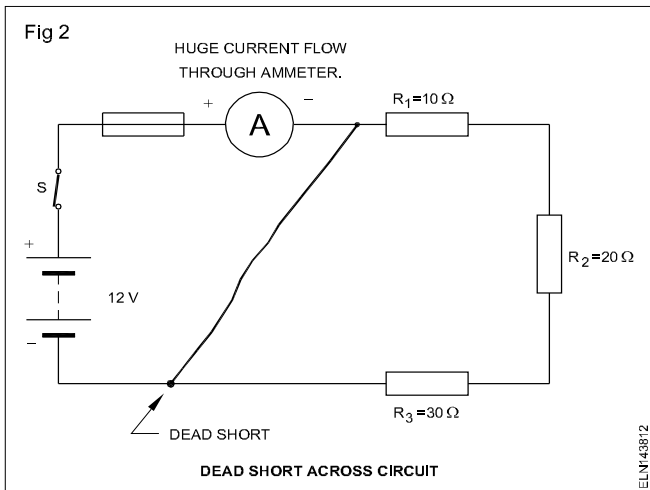 Fig 2
HUGE CURRENT FLOW
THROUGH AMMETER.
+ A –
R1=10 Ω
S
+
12 V
–
R2=20 Ω
R3=30 Ω
DEAD SHORT
DEAD SHORT ACROSS CIRCUIT
ELN143812